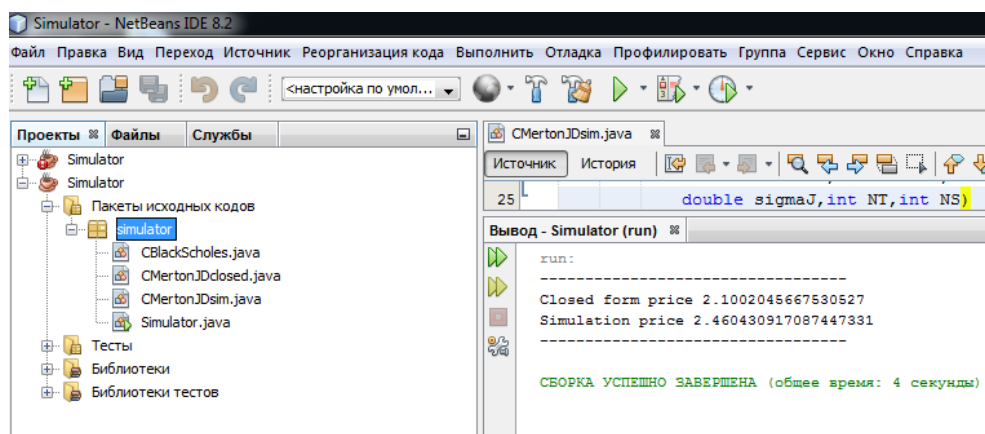 Simulator - NetBeans IDE 8.2
Файл Правка Вид Переход Источник Реорганизация кода Выполнить Отладка Профилировать Группа Сервис Окно Справка
<настройка по умол...
Проекты Файлы Службы
CMertonJDsim.java
Simulator
Simulator
Пакеты исходных кодов
simulator
CBlackScholes.java
CMertonJDclosed.java
CMertonJDsim.java
Simulator.java
Тесты
Библиотеки
Библиотеки тестов
Источник История
25 double sigmaJ,int NT,int NS)
Вывод - Simulator (run)
run:
----------------------------------
Closed form price 2.1002045667530527
Simulation price 2.460430917087447331
----------------------------------
СБОРКА УСПЕШНО ЗАВЕРШЕНА (общее время: 4 секунды)